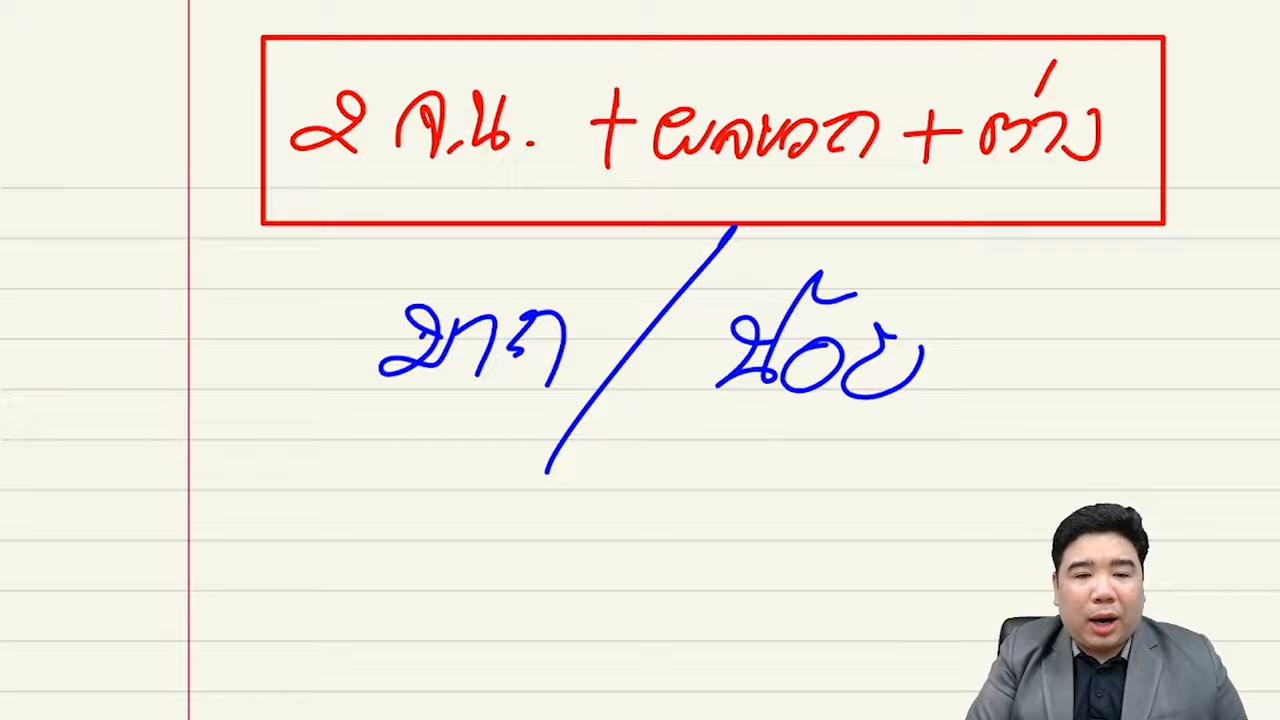 2 จ.น. + ผลบวก + ต่าง
มาก / น้อย